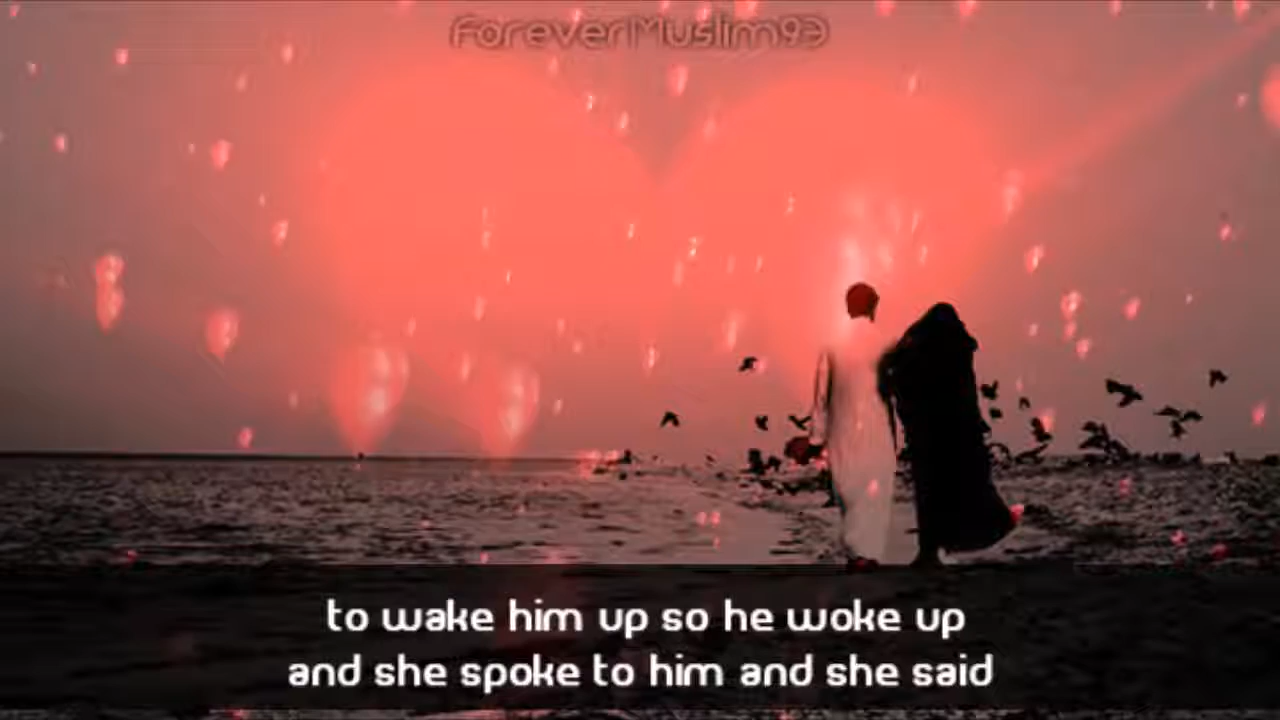 ForeverMuslim93
to wake him up so he woke up
and she spoke to him and she said